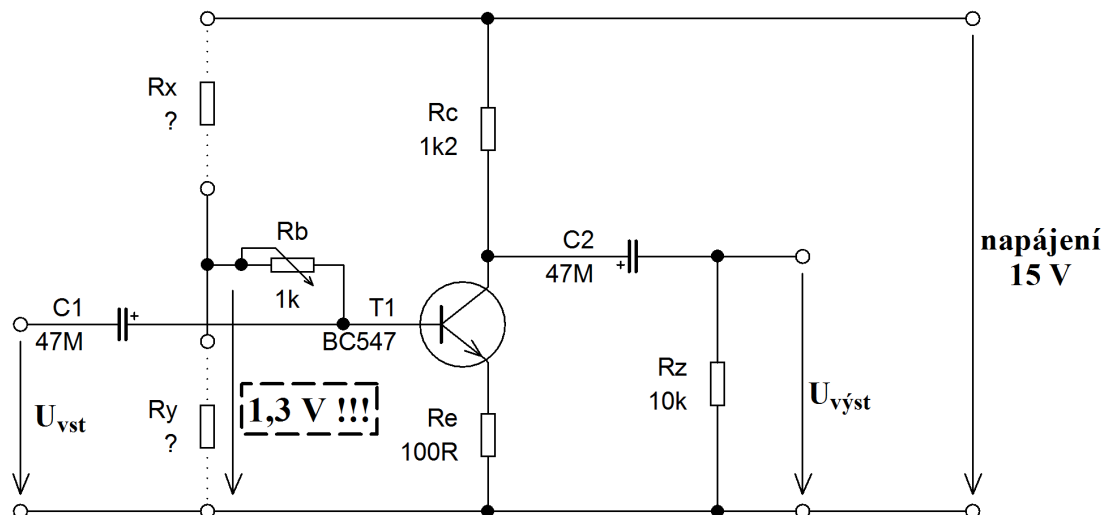 Rx
?
Rc
1k2
Rb
1k
C2
47M
napájení
15 V
C1
47M
T1
BC547
Uvst
Ry
?
1,3 V !!!
Re
100R
Rz
10k
Uvýst
+
+